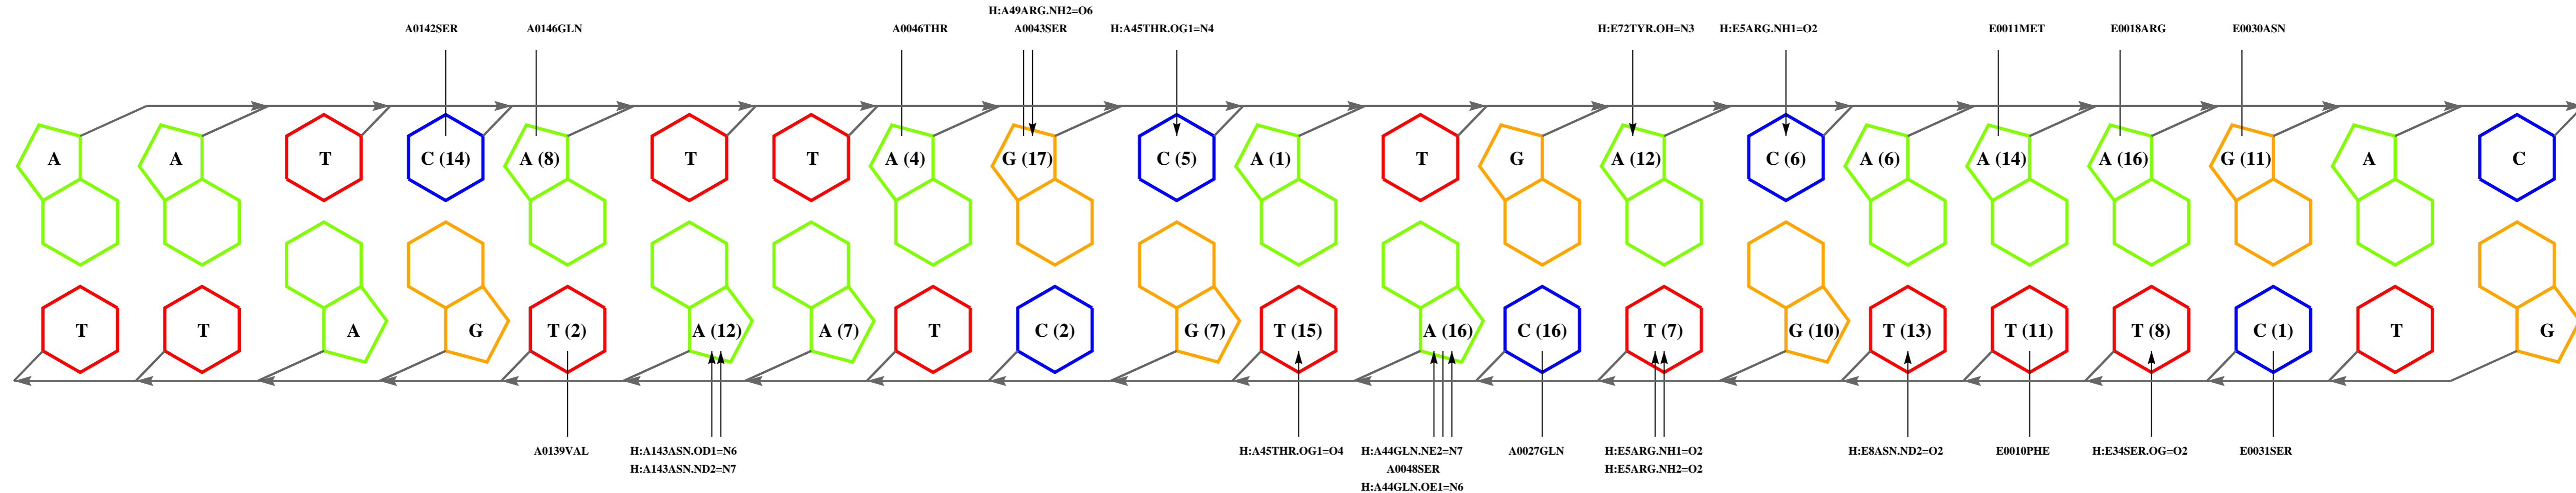 H:A49ARG.NH2=O6
A0142SER A0146GLN A0046THR A0043SER H:A45THR.OG1=N4 H:E72TYR.OH=N3 H:E5ARG.NH1=O2 E0011MET E0018ARG E0030ASN
A A T C (14) A (8) T T A (4) G (17) C (5) A (1) T G A (12) C (6) A (6) A (14) A (16) G (11) A C
T T A G T (2) A (12) A (7) T C (2) G (7) T (15) A (16) C (16) T (7) G (10) T (13) T (11) T (8) C (1) T G
A0139VAL H:A143ASN.OD1=N6 H:A45THR.OG1=O4 H:A44GLN.NE2=N7 A0027GLN H:E5ARG.NH1=O2 H:E8ASN.ND2=O2 E0010PHE H:E34SER.OG=O2 E0031SER
H:A143ASN.ND2=N7 A0048SER H:E5ARG.NH2=O2
H:A44GLN.OE1=N6